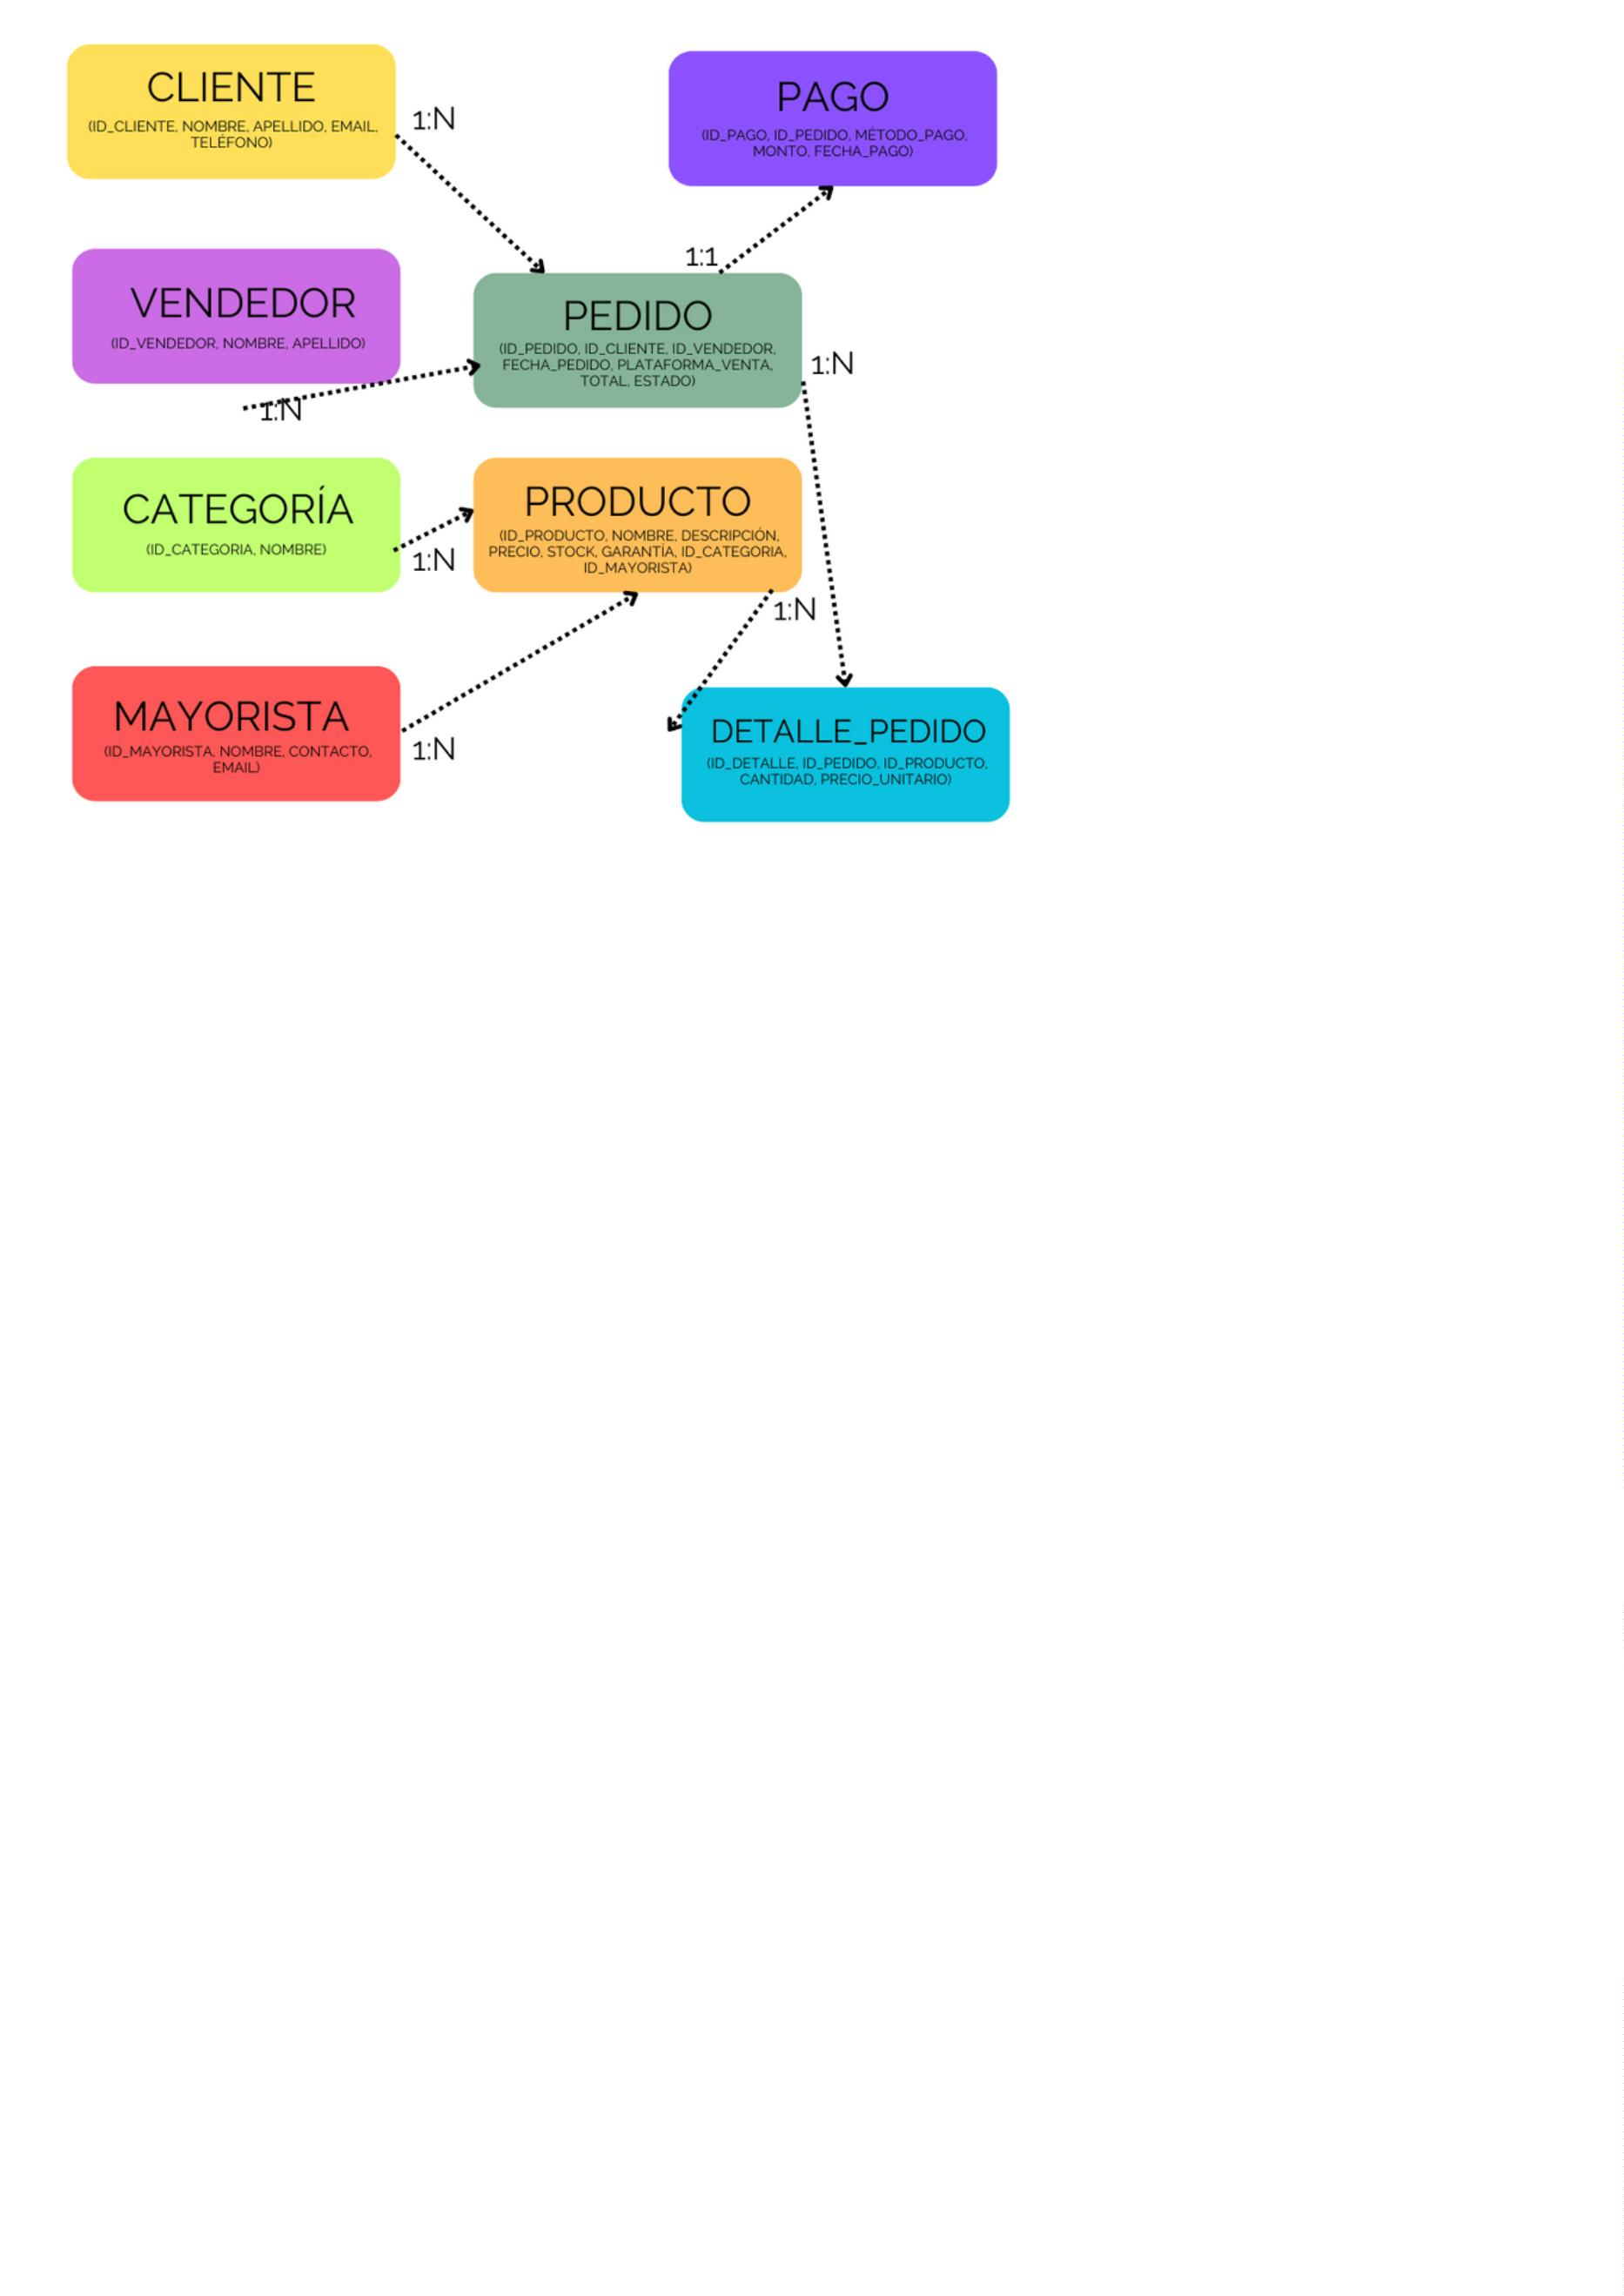 CLIENTE
(ID_CLIENTE, NOMBRE, APELLIDO, EMAIL,
TELÉFONO)
1:N
PAGO
(ID_PAGO, ID_PEDIDO, MÉTODO_PAGO,
MONTO, FECHA_PAGO)
1:1
VENDEDOR
(ID_VENDEDOR, NOMBRE, APELLIDO)
1:N
PEDIDO
(ID_PEDIDO, ID_CLIENTE, ID_VENDEDOR,
FECHA_PEDIDO, PLATAFORMA_VENTA,
TOTAL, ESTADO)
1:N
CATEGORÍA
(ID_CATEGORIA, NOMBRE)
1:N
PRODUCTO
(ID_PRODUCTO, NOMBRE, DESCRIPCIÓN,
PRECIO, STOCK, GARANTÍA, ID_CATEGORIA,
ID_MAYORISTA)
1:N
MAYORISTA
(ID_MAYORISTA, NOMBRE, CONTACTO,
EMAIL)
1:N
DETALLE_PEDIDO
(ID_DETALLE, ID_PEDIDO, ID_PRODUCTO,
CANTIDAD, PRECIO_UNITARIO)